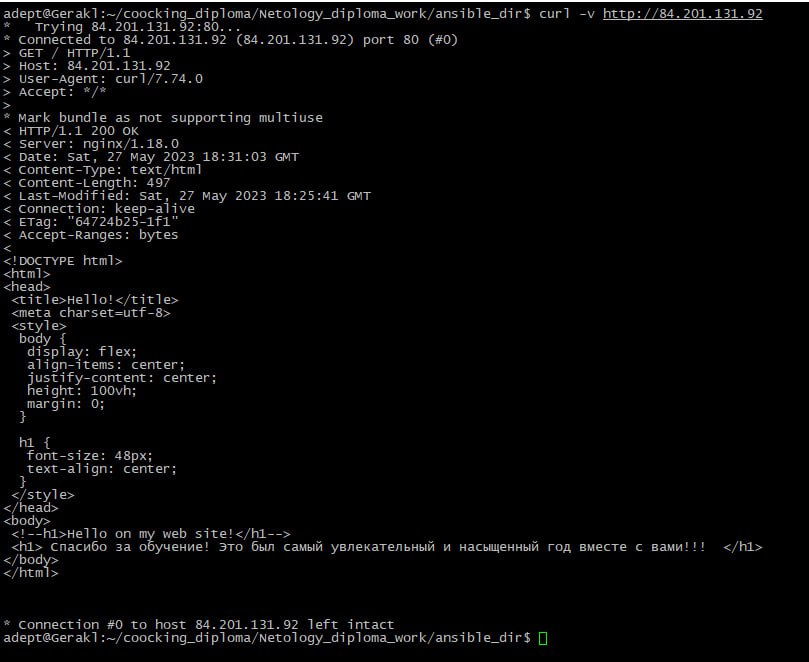 adept@Gerakl:~/coocking_diploma/Netology_diploma_work/ansible_dir$ curl -v http://84.201.131.92
*   Trying 84.201.131.92:80...
* Connected to 84.201.131.92 (84.201.131.92) port 80 (#0)
> GET / HTTP/1.1
> Host: 84.201.131.92
> User-Agent: curl/7.74.0
> Accept: */*
>
* Mark bundle as not supporting multiuse
< HTTP/1.1 200 OK
< Server: nginx/1.18.0
< Date: Sat, 27 May 2023 18:31:03 GMT
< Content-Type: text/html
< Content-Length: 497
< Last-Modified: Sat, 27 May 2023 18:25:41 GMT
< Connection: keep-alive
< ETag: "64724b25-1f1"
< Accept-Ranges: bytes
<
<!DOCTYPE html>
<html>
<head>
 <title>Hello!</title>
 <meta charset=utf-8>
 <style>
  body {
   display: flex;
   align-items: center;
   justify-content: center;
   height: 100vh;
   margin: 0;
  }

  h1 {
   font-size: 48px;
   text-align: center;
  }
 </style>
</head>
<body>
 <!--h1>Hello on my web site!</h1-->
 <h1> Спасибо за обучение! Это был самый увлекательный и насыщенный год вместе с вами!!!  </h1>
</body>
</html>

* Connection #0 to host 84.201.131.92 left intact
adept@Gerakl:~/coocking_diploma/Netology_diploma_work/ansible_dir$